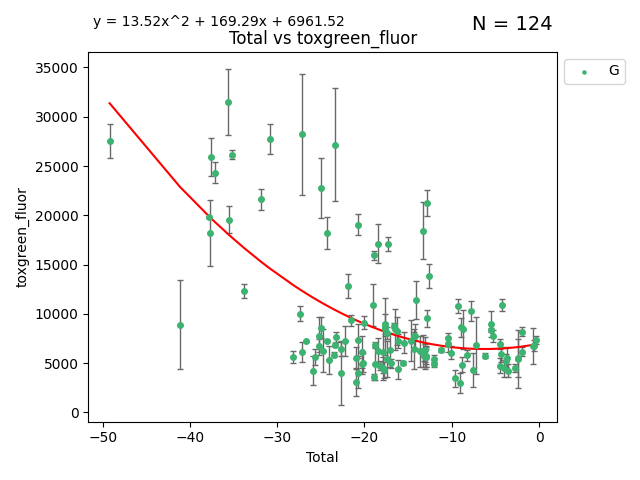 y = 13.52x^2 + 169.29x + 6961.52
N = 124
Total vs toxgreen_fluor
G
toxgreen_fluor
35000
30000
25000
20000
15000
10000
5000
0
−50
−40
−30
−20
−10
0
Total